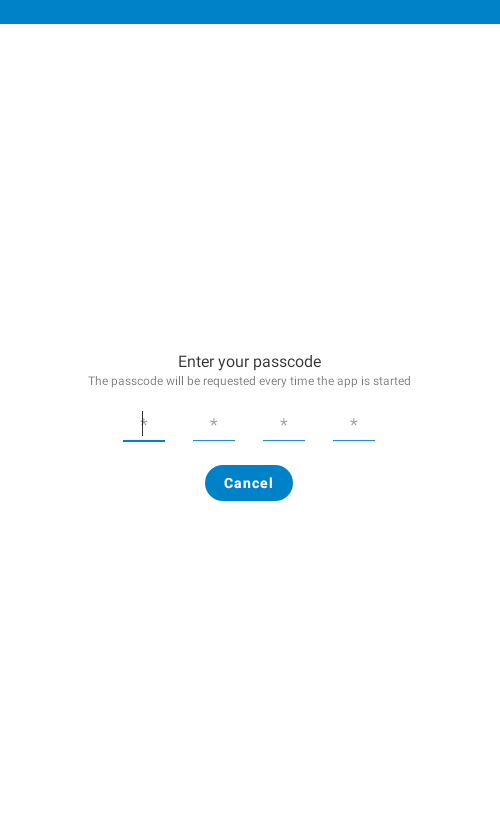 Enter your passcode
The passcode will be requested every time the app is started
* * * *
Cancel